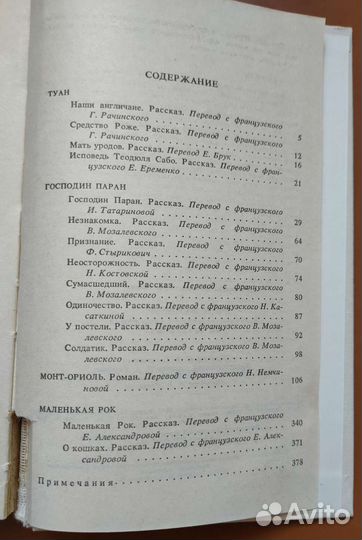 СОДЕРЖАНИЕ
ТУАН
Наши англичане. Рассказ. Перевод с французского
Г. Рачинского . . . . . . . . . . . . 5
Средство Роже. Рассказ. Перевод с французского
Г. Рачинского . . . . . . . . . . . . 12
Мать уродов. Рассказ. Перевод Е. Брук . . . . 16
Исповедь Теодюля Сабо. Рассказ. Перевод с фран-
цузского Е. Еременко . . . . . . . . . 21
ГОСПОДИН ПАРАН
Господин Паран. Рассказ. Перевод с французского
И. Татариновой . . . . . . . . . . . . 29
Незнакомка. Рассказ. Перевод с французского
В. Мозалевского . . . . . . . . . . . . 64
Признание. Рассказ. Перевод с французского
Ф. Стырикович . . . . . . . . . . . . 70
Неосторожность. Рассказ. Перевод с французского
Н. Костовской . . . . . . . . . . . . 74
Сумасшедший. Рассказ. Перевод с французского
В. Мозалевского . . . . . . . . . . . . 80
Одиночество. Рассказ. Перевод с французского Н. Ка-
саткиной . . . . . . . . . . . . 87
У постели. Рассказ. Перевод с французского В. Моза-
левского . . . . . . . . . . . . 92
Солдатик. Рассказ. Перевод с французского В. Моза-
левского . . . . . . . . . . . . 98
МОНТ-ОРИОЛЬ. Роман. Перевод с французского Н. Немчи-
новой . . . . . . . . . . . . 106
МАЛЕНЬКАЯ РОК
Маленькая Рок. Рассказ. Перевод с французского
Е. Александровой . . . . . . . . . . . . 340
О кошках. Рассказ. Перевод с французского Е. Алек-
сандровой . . . . . . . . . . . . 371
Примечания . . . . . . . . . . . . 378
Avito